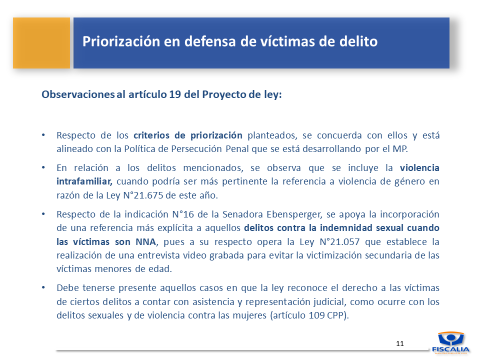 Priorización en defensa de víctimas de delito
Observaciones al artículo 19 del Proyecto de ley:
• Respecto de los criterios de priorización planteados, se concuerda con ellos y está
alineado con la Política de Persecución Penal que se está desarrollando por el MP.
• En relación a los delitos mencionados, se observa que se incluye la violencia
intrafamiliar, cuando podría ser más pertinente la referencia a violencia de género en
razón de la Ley N°21.675 de este año.
• Respecto de la indicación N°16 de la Senadora Ebensperger, se apoya la incorporación
de una referencia más explícita a aquellos delitos contra la indemnidad sexual cuando
las víctimas son NNA, pues a su respecto opera la Ley N°21.057 que establece la
realización de una entrevista video grabada para evitar la victimización secundaria de las
víctimas menores de edad.
• Debe tenerse presente aquellos casos en que la ley reconoce el derecho a las víctimas
de ciertos delitos a contar con asistencia y representación judicial, como ocurre con los
delitos sexuales y de violencia contra las mujeres (artículo 109 CPP).
11
FISCALIA